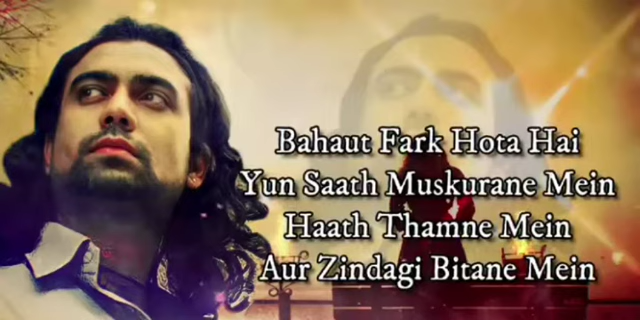 Bahaut Fark Hota Hai
Yun Saath Muskurane Mein
Haath Thamne Mein
Aur Zindagi Bitane Mein